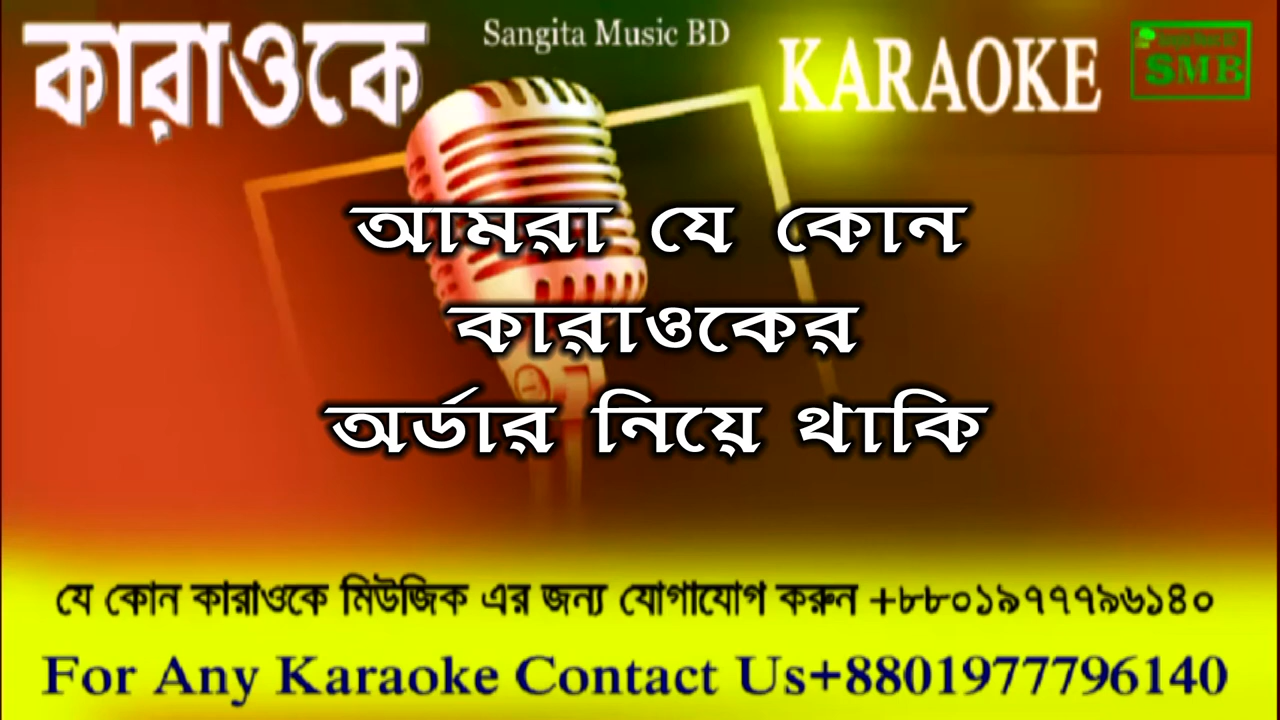 কারাওকে
Sangita Music BD
KARAOKE
SMB
আমরা যে কোন
কারাওকের
অর্ডার নিয়ে থাকি
যে কোন কারাওকে মিউজিক এর জন্য যোগাযোগ করুন +৮৮০১৯৭৭৭৯৬১৪০
For Any Karaoke Contact Us+8801977796140